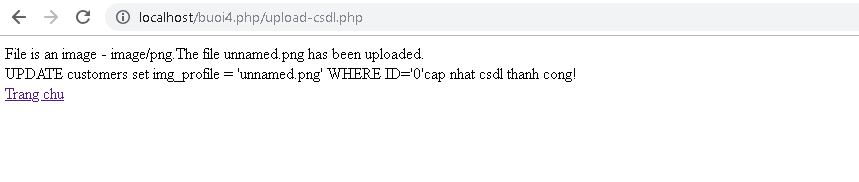 localhost/buoi4.php/upload-csdl.php
File is an image - image/png.The file unnamed.png has been uploaded.
UPDATE customers set img_profile = 'unnamed.png' WHERE ID='0'cap nhat csdl thanh cong!
Trang chu